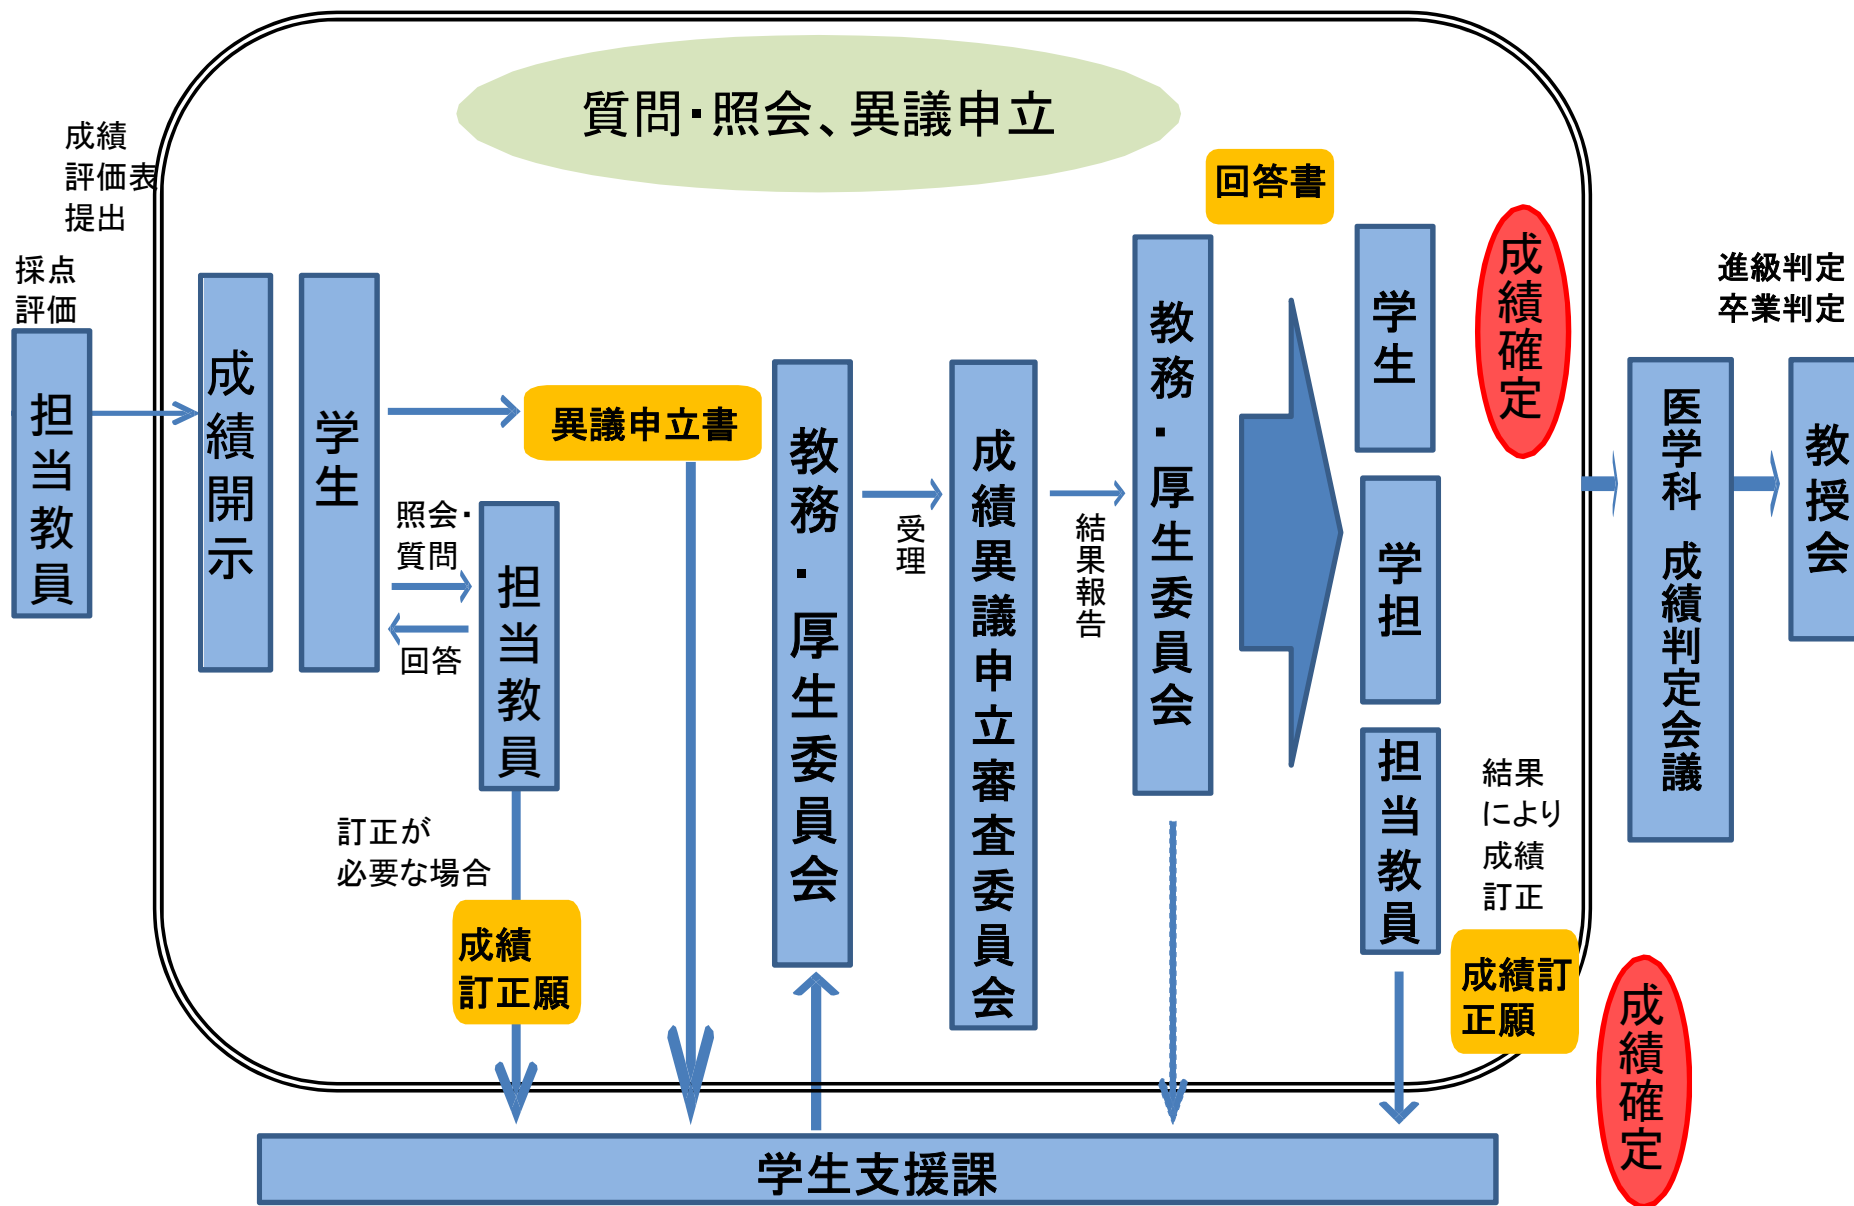 質問・照会、異議申立
成績
評価表
提出
採点
評価
担当教員
成績開示
学生
異議申立書
照会・
質問
回答
担当教員
訂正が
必要な場合
成績
訂正願
教務・厚生委員会
受理
成績異議申立審査委員会
結果報告
教務・厚生委員会
回答書
学生
学担
担当教員
成績確定
結果
により
成績
訂正
成績訂
正願
成績確定
医学科 成績判定会議
進級判定
卒業判定
教授会
学生支援課